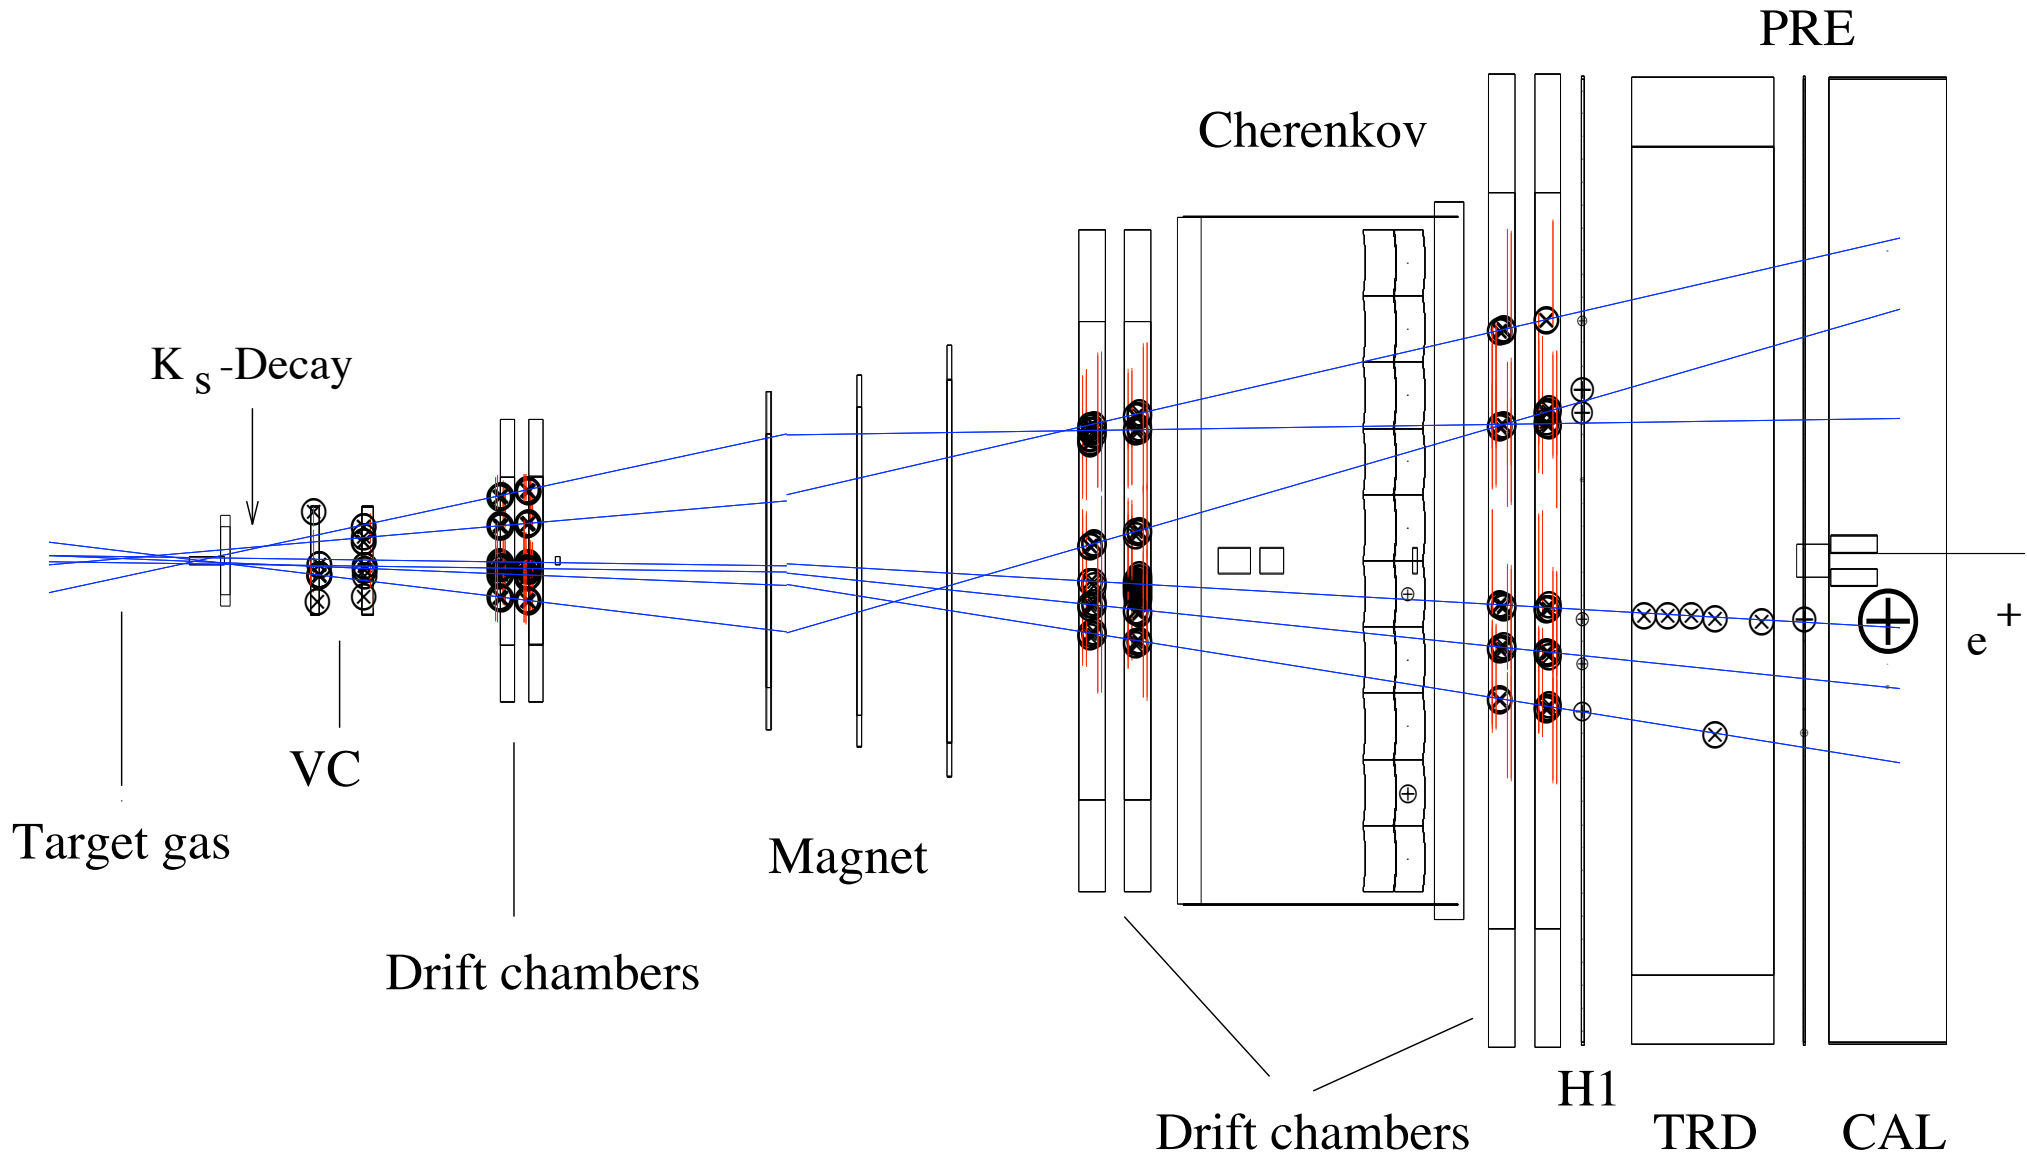 PRE
Cherenkov
K s -Decay
e +
VC
Target gas
Magnet
Drift chambers
H1
Drift chambers
TRD
CAL